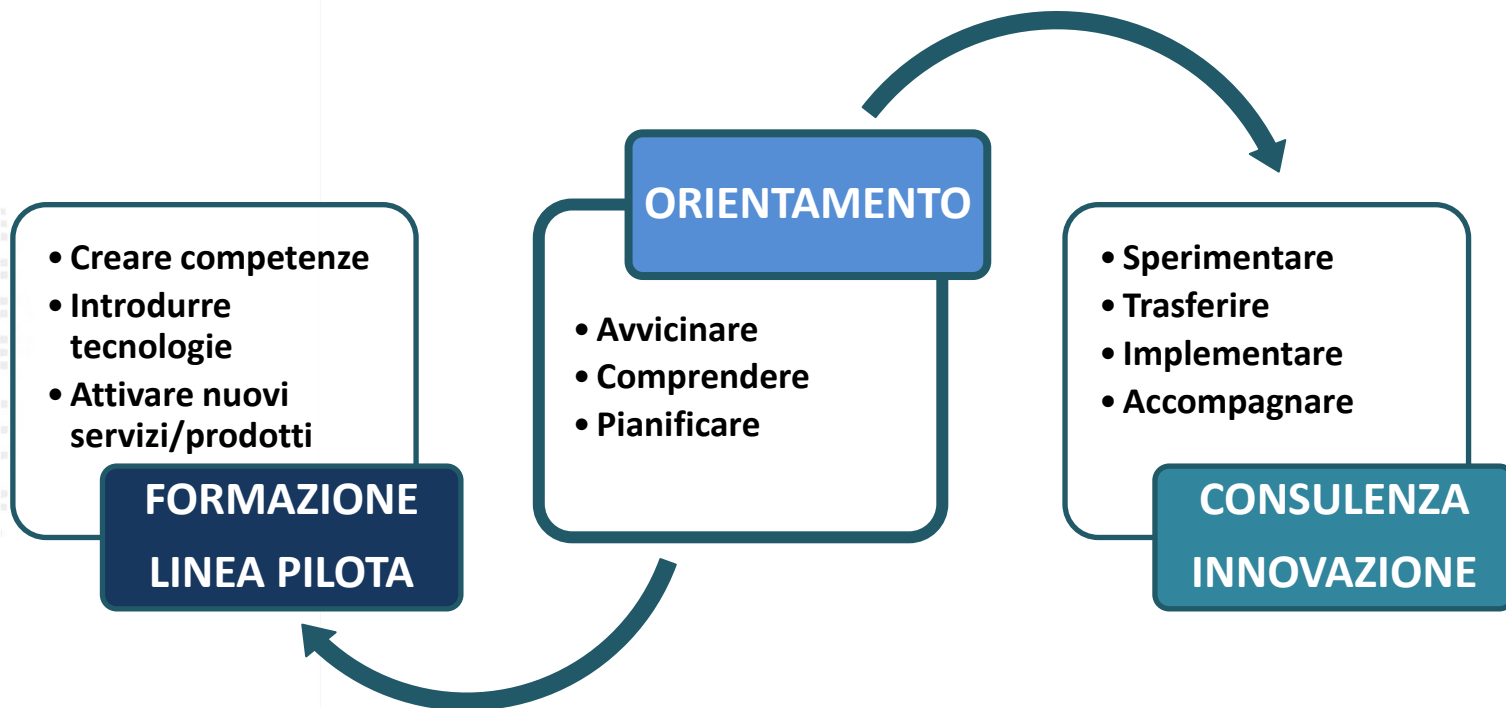 • Creare competenze
• Introdurre
tecnologie
• Attivare nuovi
servizi/prodotti
FORMAZIONE
LINEA PILOTA
ORIENTAMENTO
• Avvicinare
• Comprendere
• Pianificare
• Sperimentare
• Trasferire
• Implementare
• Accompagnare
CONSULENZA
INNOVAZIONE